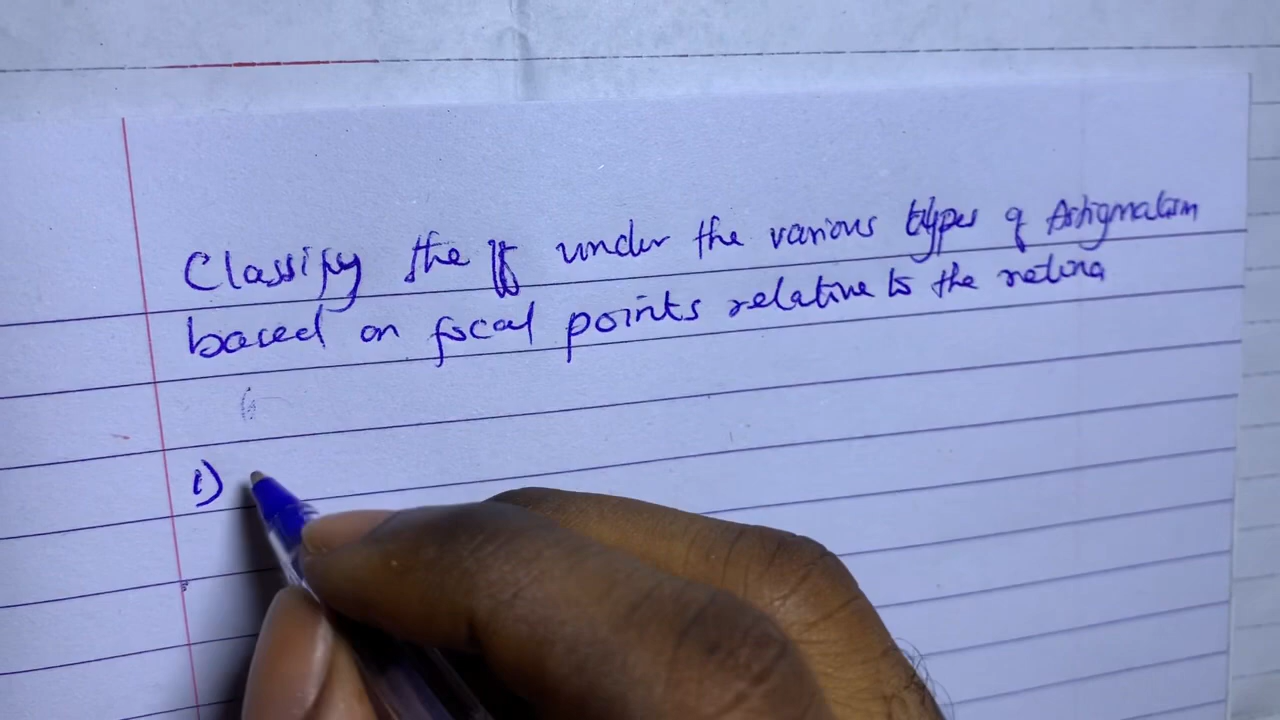 Classify the ff under the various types of Astigmatism
based on focal points relative to the retina
1)